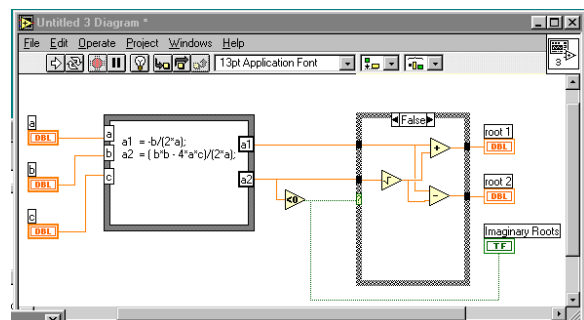 Untitled 3 Diagram *
File Edit Operate Project Windows Help
13pt Application Font
3
a
DBL
b
DBL
c
DBL
a
b
c
a1 = -b/(2*a);
a2 = ( b*b - 4*a*c)/(2*a);
a1
a2
<0
False
√
+
-
?
root 1
DBL
root 2
DBL
Imaginary Roots
TF